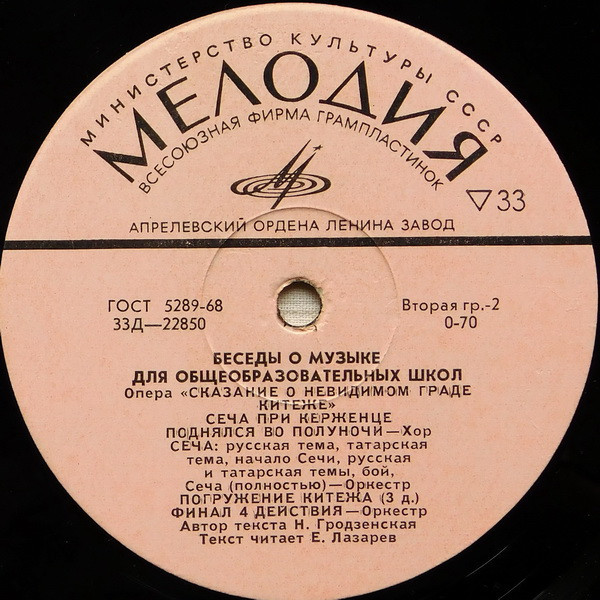 МИНИСТЕРСТВО КУЛЬТУРЫ СССР
МЕЛОДИЯ
ВСЕСОЮЗНАЯ ФИРМА ГРАМПЛАСТИНОК
33
АПРЕЛЕВСКИЙ ОРДЕНА ЛЕНИНА ЗАВОД
ГОСТ 5289-68
Вторая гр.-2
33Д—22850
0-70
БЕСЕДЫ О МУЗЫКЕ
ДЛЯ ОБЩЕОБРАЗОВАТЕЛЬНЫХ ШКОЛ
Опера «СКАЗАНИЕ О НЕВИДИМОМ ГРАДЕ
КИТЕЖЕ»
СЕЧА ПРИ КЕРЖЕНЦЕ
ПОДНЯЛСЯ ВО ПОЛУНОЧИ—Хор
СЕЧА: русская тема, татарская
тема, начало Сечи, русская
и татарская темы, бой,
Сеча (полностью)—Оркестр
ПОГРУЖЕНИЕ КИТЕЖА (3 д.)
ФИНАЛ 4 ДЕЙСТВИЯ—Оркестр
Автор текста Н. Гродзенская
Текст читает Е. Лазарев